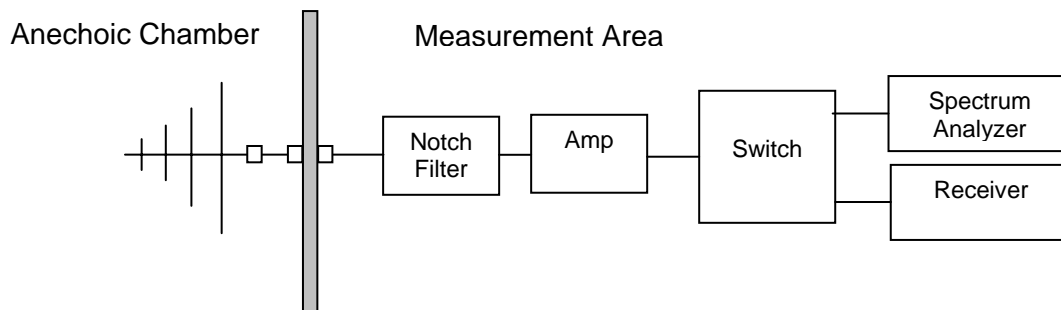 Anechoic Chamber
Measurement Area
Notch
Filter
Amp
Switch
Spectrum
Analyzer
Receiver